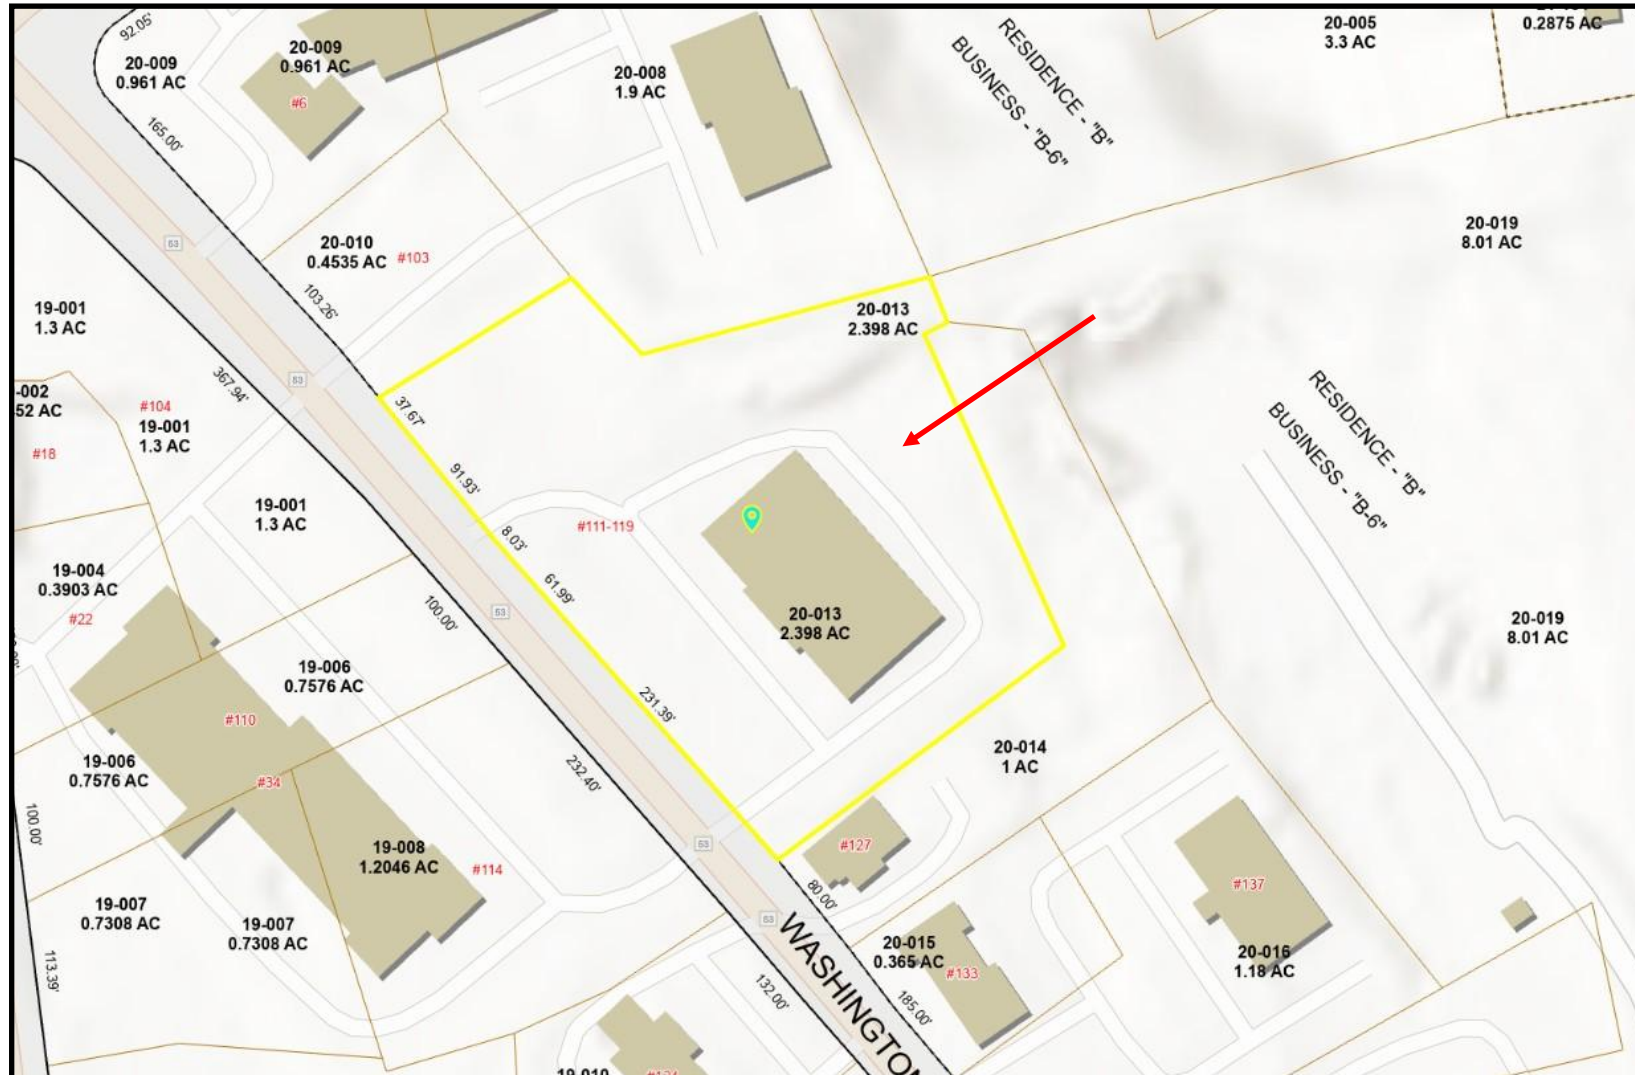 92.05'
20-009
0.961 AC
20-009
0.961 AC
#6
20-008
1.9 AC
RESIDENCE - "B"
BUSINESS - "B-6"
20-005
3.3 AC
0.2875 AC
165.00'
53
20-010
0.4535 AC
#103
20-019
8.01 AC
103.26'
19-001
1.3 AC
20-013
2.398 AC
53
367.94'
-002
52 AC
#104
19-001
1.3 AC
37.67'
RESIDENCE - "B"
BUSINESS - "B-6"
#18
91.93'
19-001
1.3 AC
#111-119
8.03'
19-004
0.3903 AC
61.99'
#22
53
100.00'
20-013
2.398 AC
20-019
8.01 AC
19-006
0.7576 AC
231.39'
#110
20-014
1 AC
19-006
0.7576 AC
#34
232.40'
100.00'
19-008
1.2046 AC
#114
53
#127
#137
80.00'
19-007
0.7308 AC
19-007
0.7308 AC
53
WASHINGTON
20-015
0.365 AC
#133
20-016
1.18 AC
113.39'
132.00'
185.00'
19-010